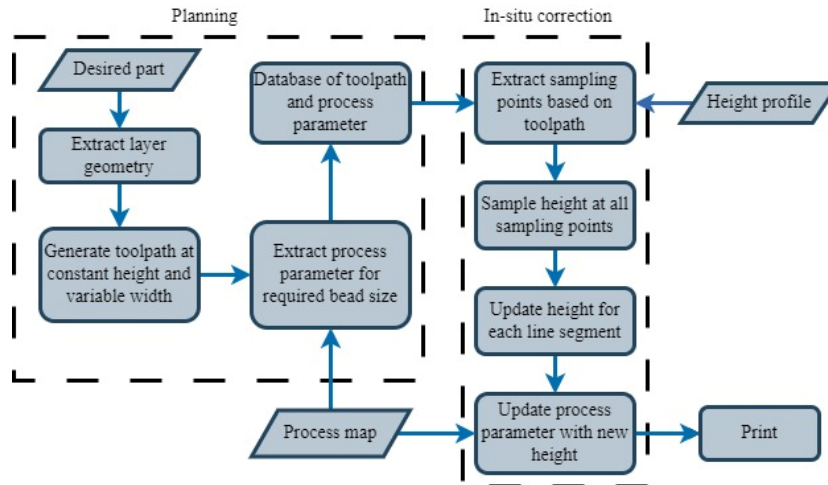 Planning
In-situ correction
Desired part
Extract layer
geometry
Generate toolpath at
constant height and
variable width
Database of toolpath
and process
parameter
Extract process
parameter for
required bead size
Process map
Extract sampling
points based on
toolpath
Height profile
Sample height at all
sampling points
Update height for
each line segment
Update process
parameter with new
height
Print